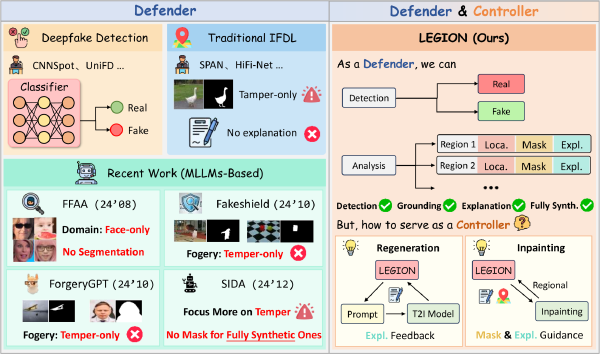 Defender
Deepfake Detection
CNNSpot、UniFD ...
Classifier
Real
Fake
Traditional IFDL
SPAN、HiFi-Net ...
Tamper-only
No explanation
Recent Work (MLLMs-Based)
FFAA (24’08)
Domain: Face-only
No Segmentation
Fakeshield (24’10)
Fogery: Temper-only
ForgeryGPT (24’10)
Fogery: Temper-only
SIDA (24’12)
Focus More on Temper
No Mask for Fully Synthetic Ones
Defender & Controller
LEGION (Ours)
As a Defender, we can
Detection
Real
Fake
Analysis
Region 1 Loca. Mask Expl.
Region 2 Loca. Mask Expl.
...
Detection Grounding Explanation Fully Synth.
But, how to serve as a Controller
Regeneration
LEGION
Prompt
T2I Model
Expl. Feedback
Inpainting
LEGION
Regional
Inpainting
Mask & Expl. Guidance